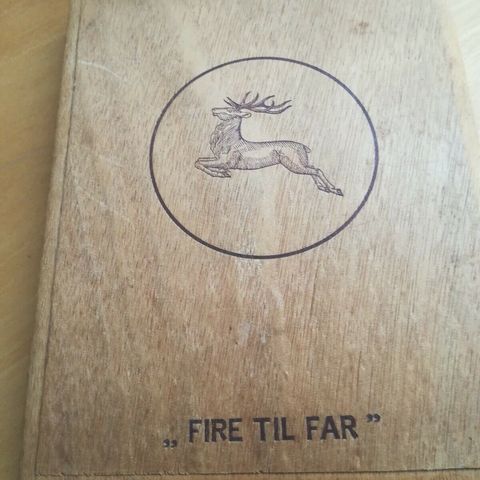 „ FIRE TIL FAR ”